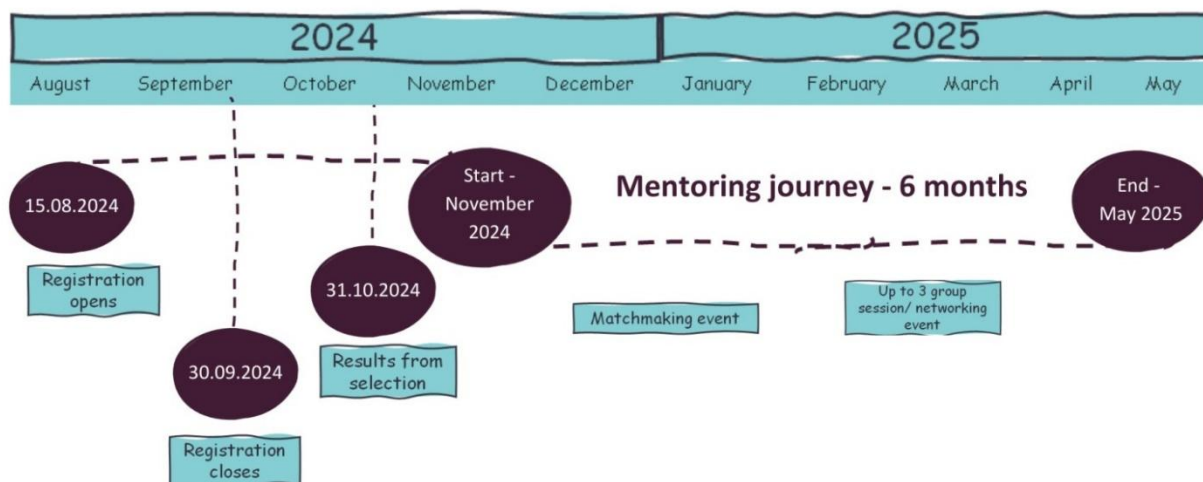 2024
2025
August
September
October
November
December
January
February
March
April
May
15.08.2024
Registration
opens
30.09.2024
Registration
closes
31.10.2024
Results from
selection
Start -
November
2024
Mentoring journey - 6 months
Matchmaking event
Up to 3 group
session/ networking
event
End -
May 2025